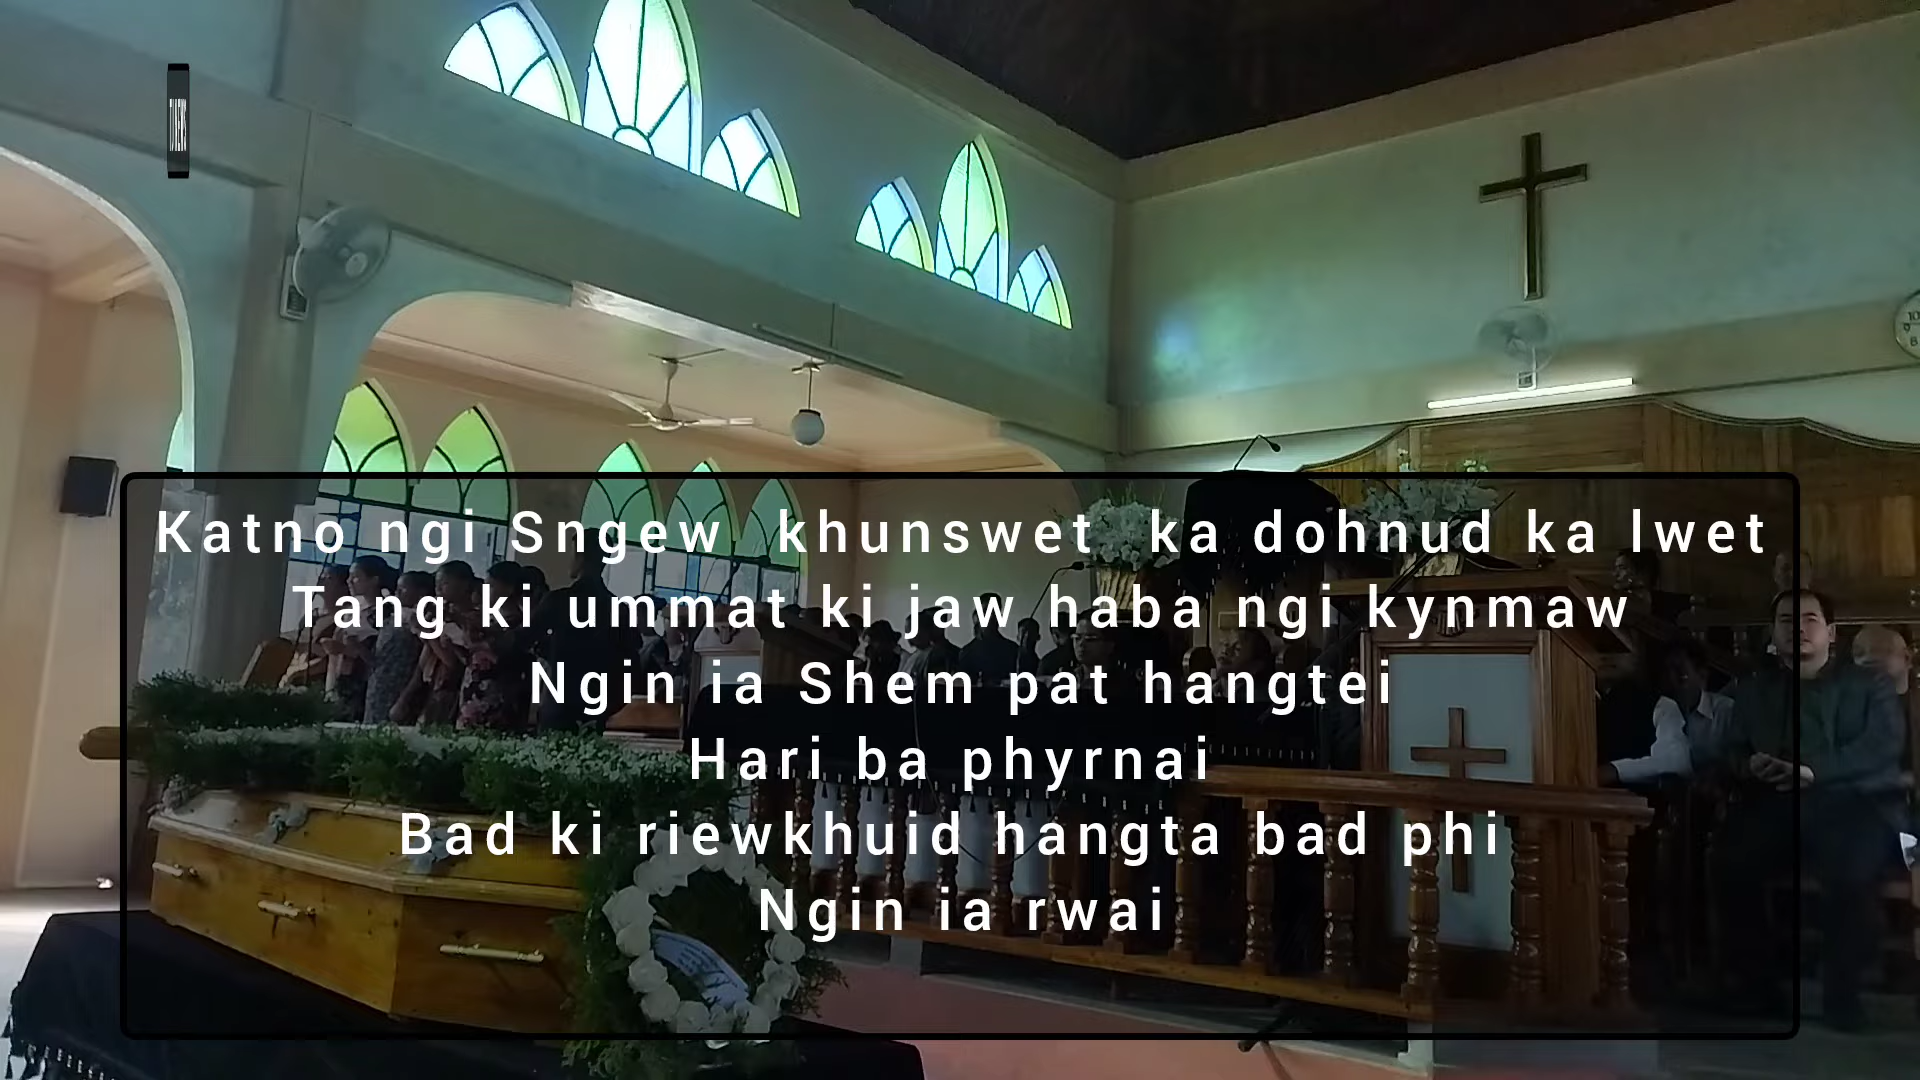 Katno ngi Sngew khunswet ka dohnud ka lwet
Tang ki ummat ki jaw haba ngi kynmaw
Ngin ia Shem pat hangtei
Hari ba phyrnai
Bad ki riewkhuid hangta bad phi
Ngin ia rwai